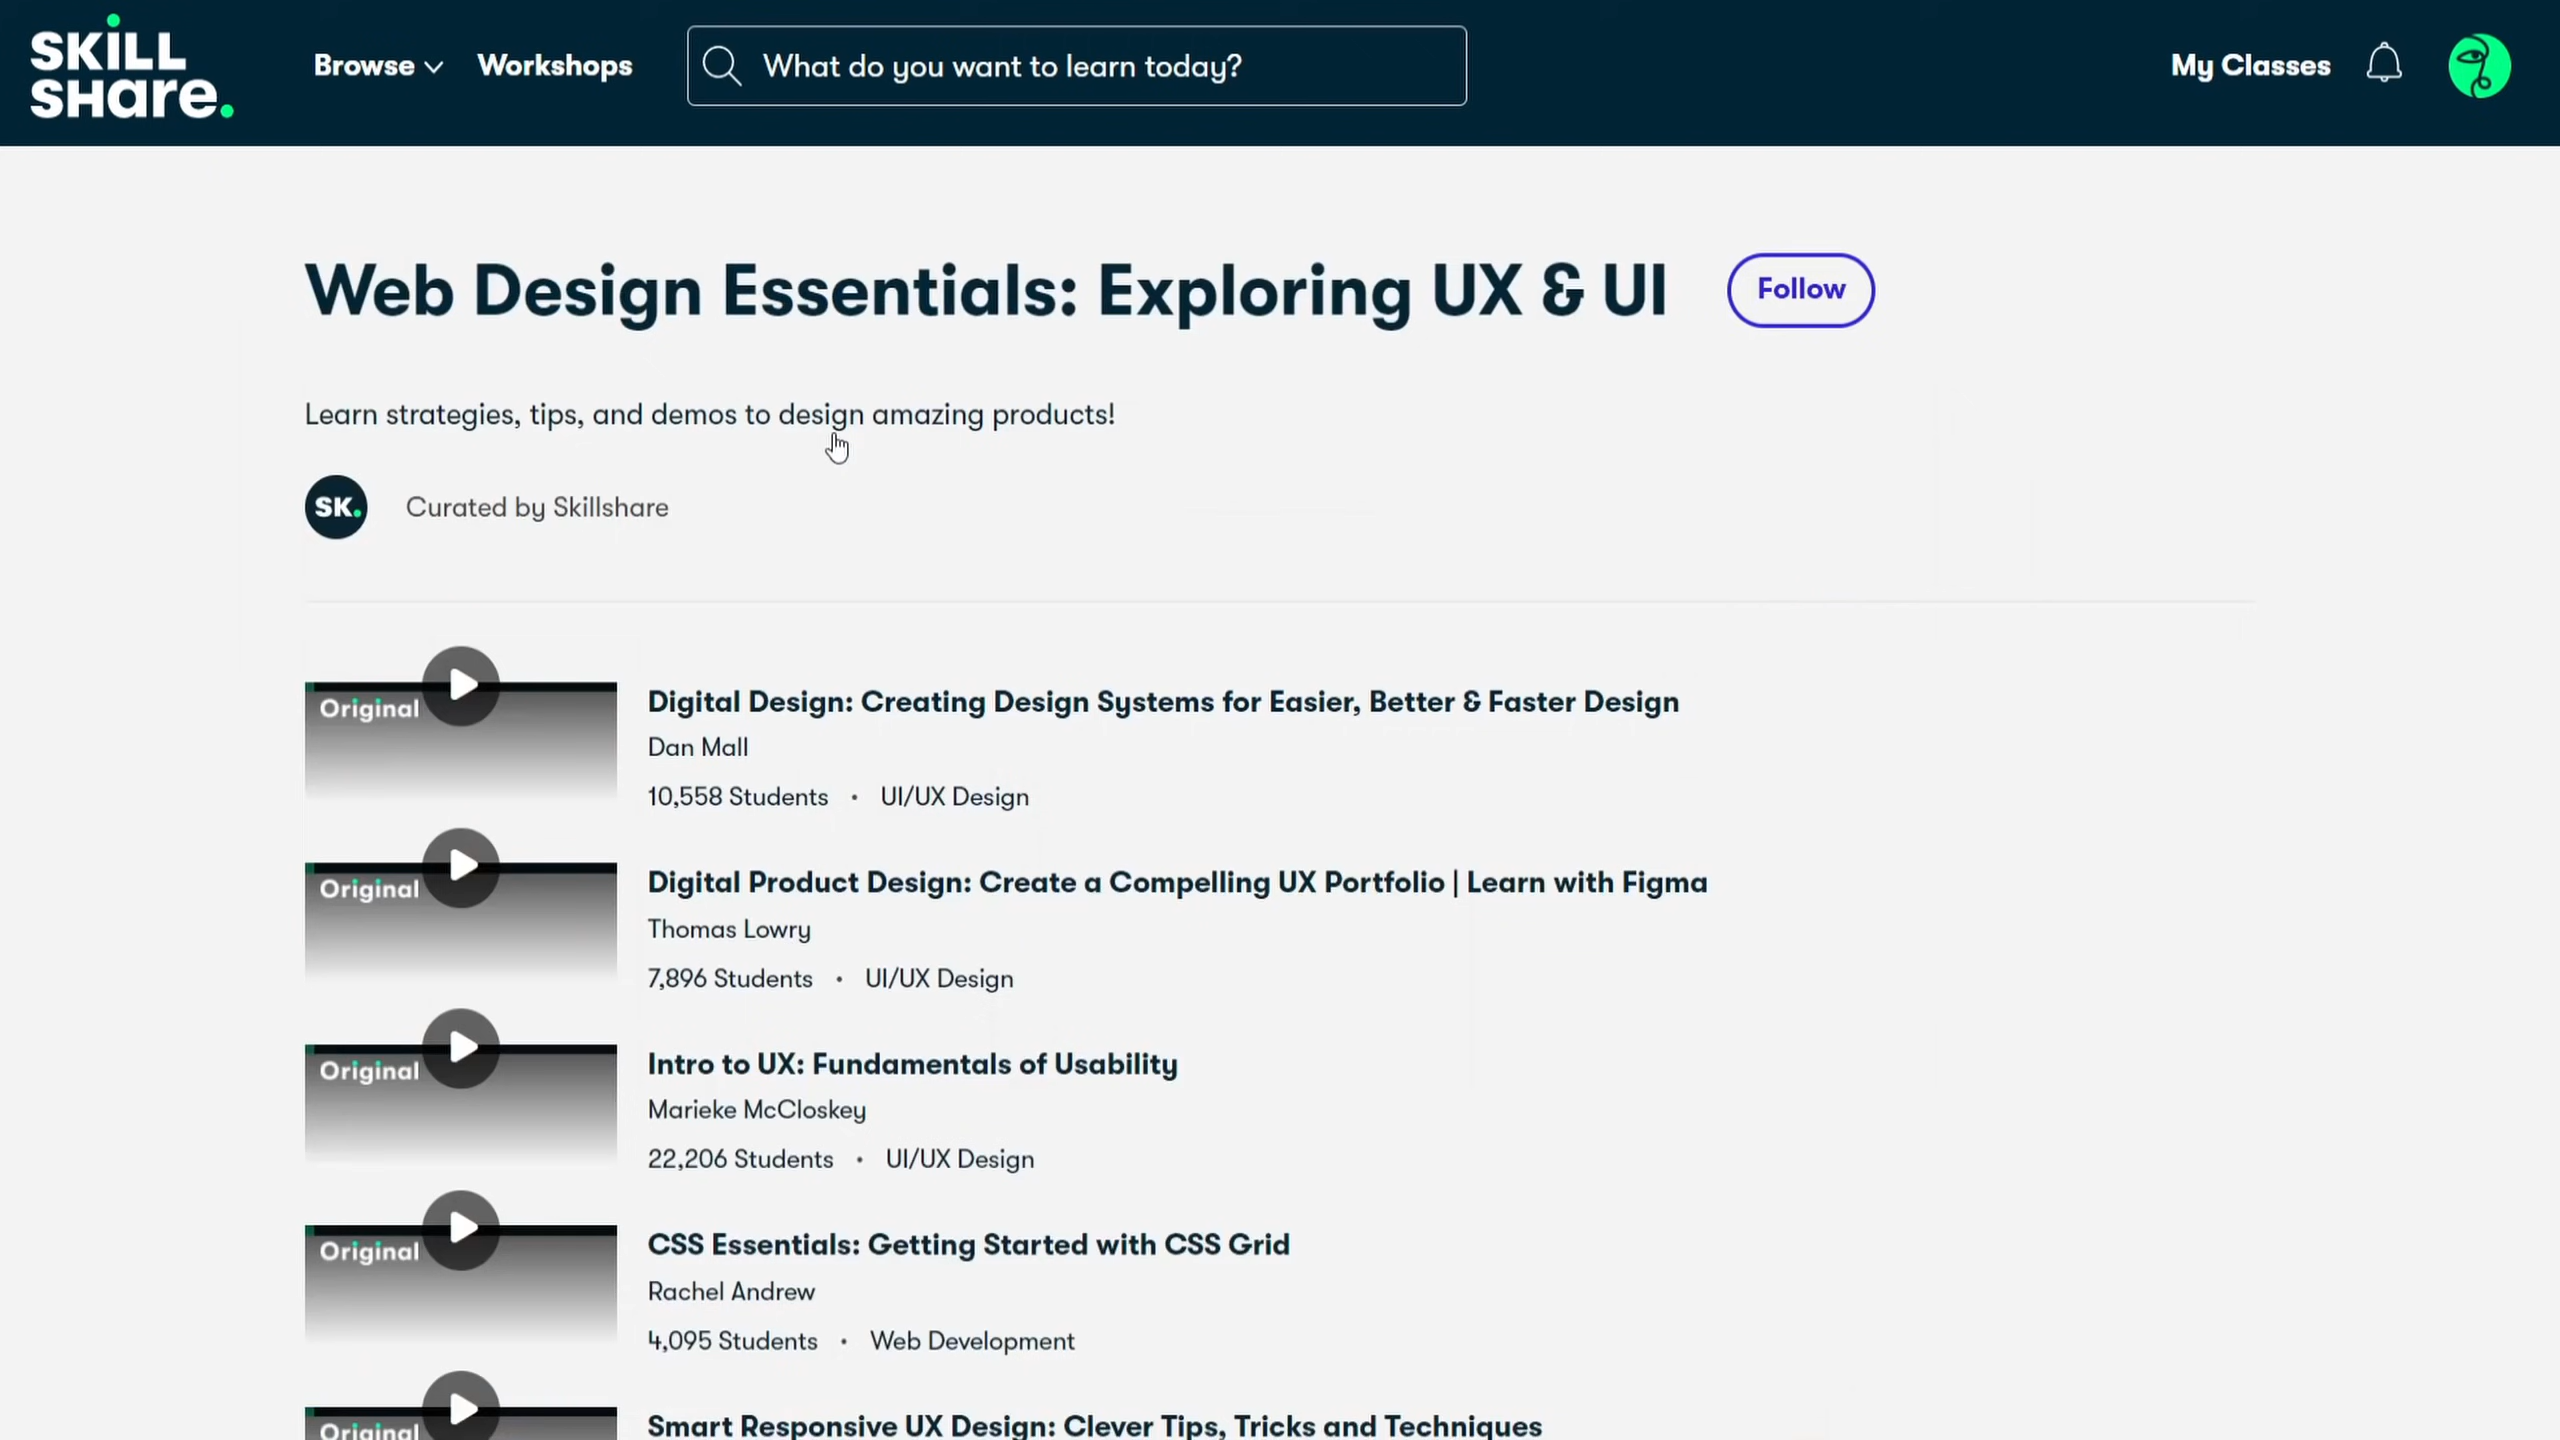 SKILL
SHare.
Browse
Workshops
What do you want to learn today?
My Classes
Web Design Essentials: Exploring UX & UI
Follow
Learn strategies, tips, and demos to design amazing products!
SK.
Curated by Skillshare
Original
Digital Design: Creating Design Systems for Easier, Better & Faster Design
Dan Mall
10,558 Students • UI/UX Design
Original
Digital Product Design: Create a Compelling UX Portfolio | Learn with Figma
Thomas Lowry
7,896 Students • UI/UX Design
Original
Intro to UX: Fundamentals of Usability
Marieke McCloskey
22,206 Students • UI/UX Design
Original
CSS Essentials: Getting Started with CSS Grid
Rachel Andrew
4,095 Students • Web Development
Original
Smart Responsive UX Design: Clever Tips, Tricks and Techniques